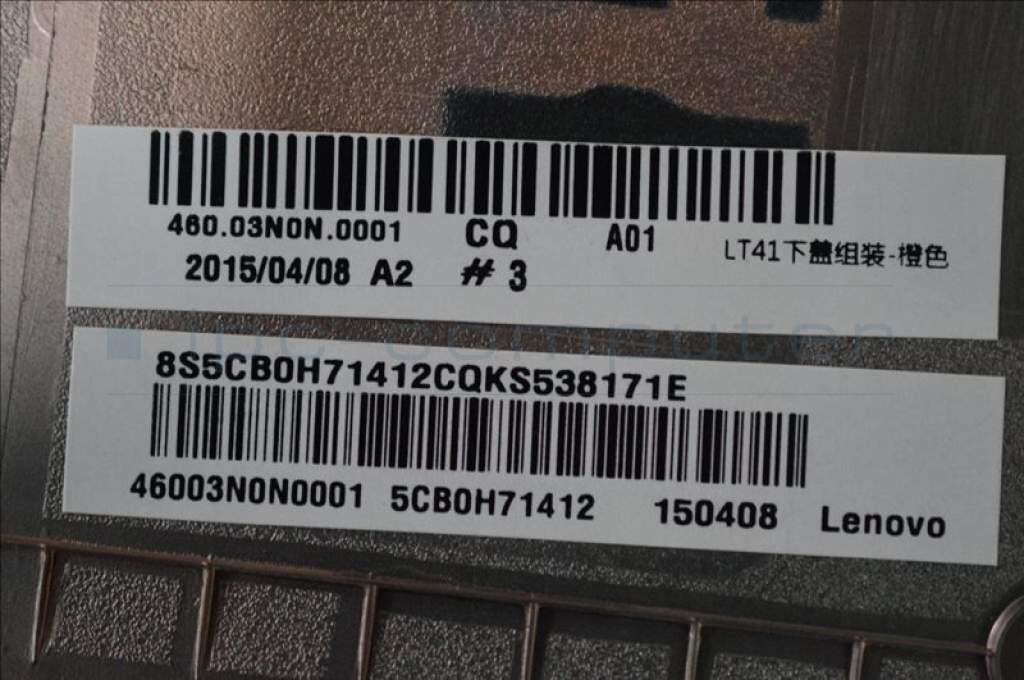 460.03N0N.0001 CQ A01 LT41下盖组装-橙色
2015/04/08 A2 # 3
8S5CB0H71412CQKS538171E
46003N0N0001 5CB0H71412 150408 Lenovo